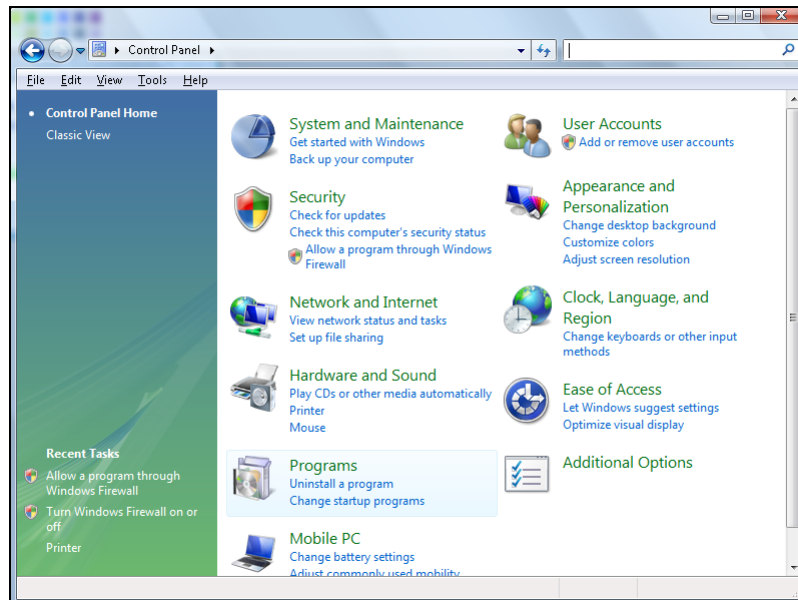 Control Panel
File Edit View Tools Help
Control Panel Home
Classic View
System and Maintenance
Get started with Windows
Back up your computer
Security
Check for updates
Check this computer's security status
Allow a program through Windows
Firewall
Network and Internet
View network status and tasks
Set up file sharing
Hardware and Sound
Play CDs or other media automatically
Printer
Mouse
Programs
Uninstall a program
Change startup programs
Mobile PC
Change battery settings
Adjust commonly used mobility
User Accounts
Add or remove user accounts
Appearance and
Personalization
Change desktop background
Customize colors
Adjust screen resolution
Clock, Language, and
Region
Change keyboards or other input
methods
Ease of Access
Let Windows suggest settings
Optimize visual display
Additional Options
Recent Tasks
Allow a program through
Windows Firewall
Turn Windows Firewall on or
off
Printer